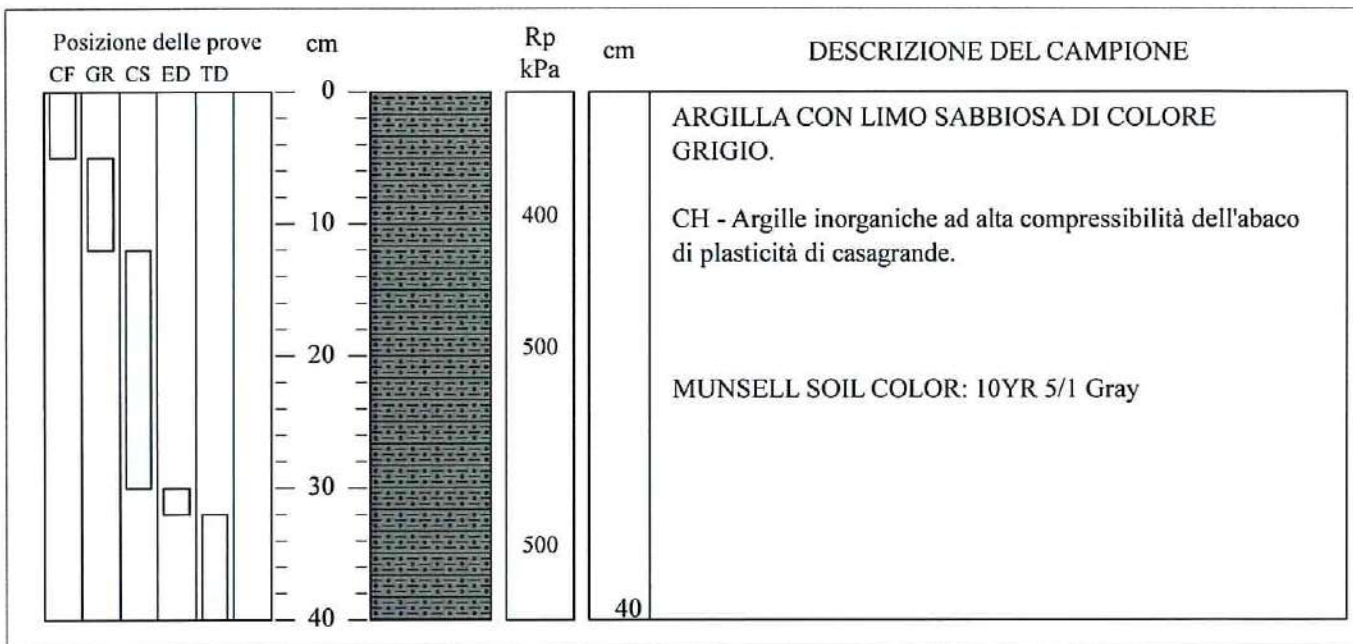 Posizione delle prove
CF GR CS ED TD
cm
Rp
kPa
cm
DESCRIZIONE DEL CAMPIONE
0
10
20
30
40
400
500
500
40
ARGILLA CON LIMO SABBIOSA DI COLORE
GRIGIO.
CH - Argille inorganiche ad alta compressibilità dell'abaco
di plasticità di casagrande.
MUNSELL SOIL COLOR: 10YR 5/1 Gray